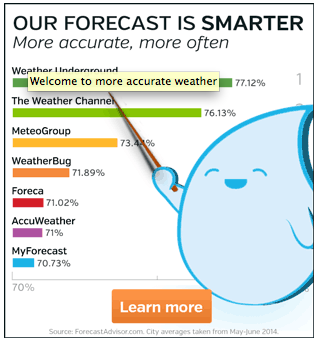 OUR FORECAST IS SMARTER
More accurate, more often
Weather Underground
Welcome to more accurate weather
77.12%
1
The Weather Channel
76.13%
MeteoGroup
WeatherBug
71.89%
Foreca
71.02%
AccuWeather
71%
MyForecast
70.73%
70%
Learn more
Source: ForecastAdvisor.com. City averages taken from May-June 2014.